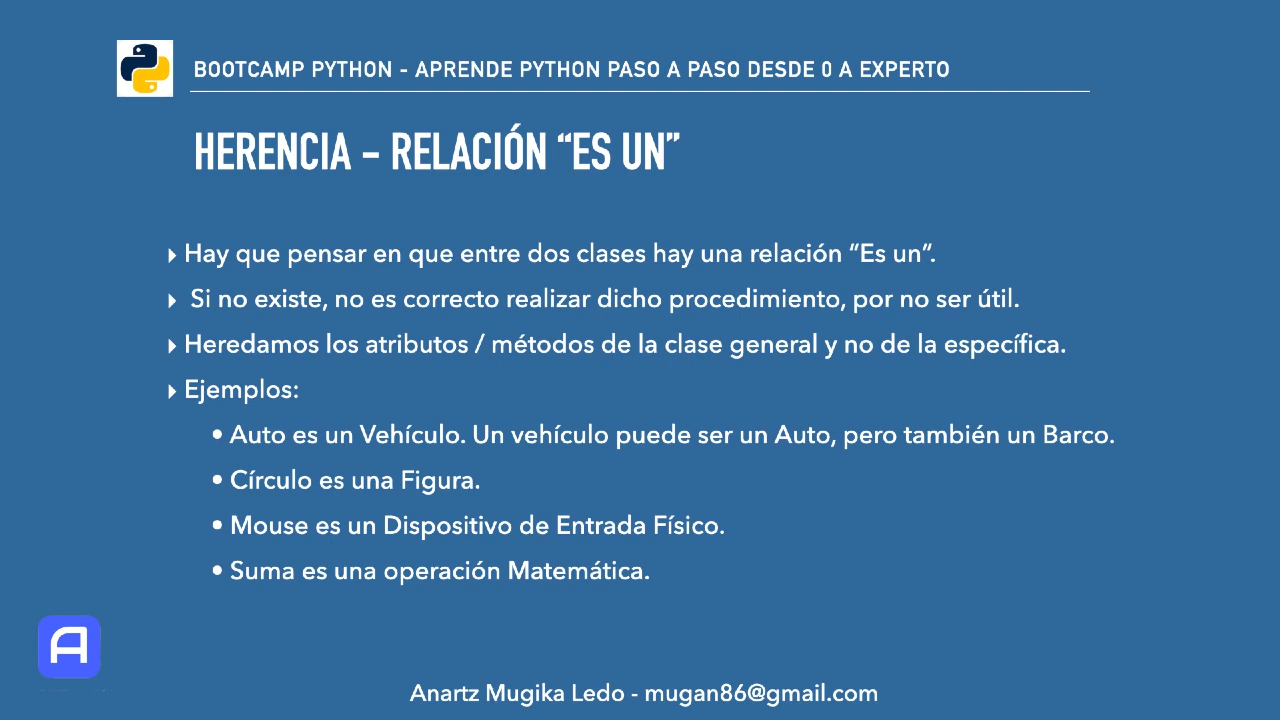 BOOTCAMP PYTHON - APRENDE PYTHON PASO A PASO DESDE 0 A EXPERTO
HERENCIA - RELACIÓN “ES UN”
▸ Hay que pensar en que entre dos clases hay una relación “Es un”.
▸ Si no existe, no es correcto realizar dicho procedimiento, por no ser útil.
▸ Heredamos los atributos / métodos de la clase general y no de la específica.
▸ Ejemplos:
• Auto es un Vehículo. Un vehículo puede ser un Auto, pero también un Barco.
• Círculo es una Figura.
• Mouse es un Dispositivo de Entrada Físico.
• Suma es una operación Matemática.
A
Anartz Mugika Ledo - mugan86@gmail.com